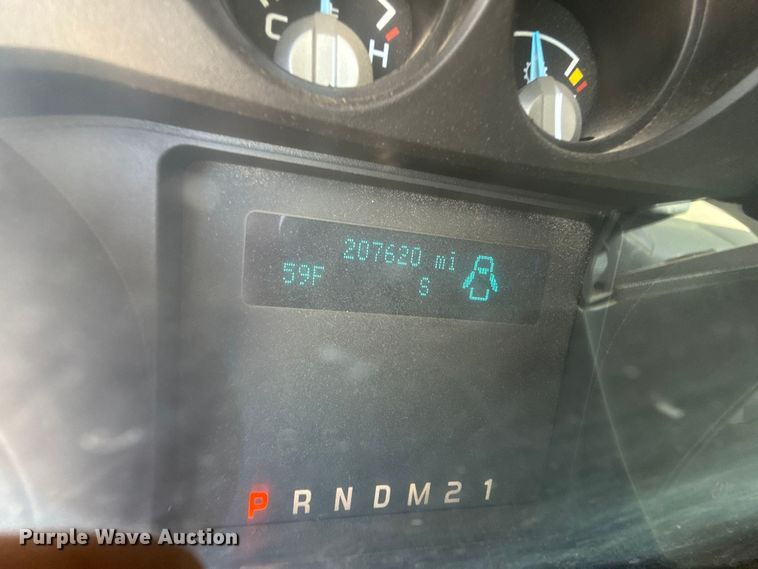 C H
207620 mi
59F S
P R N D M 2 1
Purple Wave Auction®